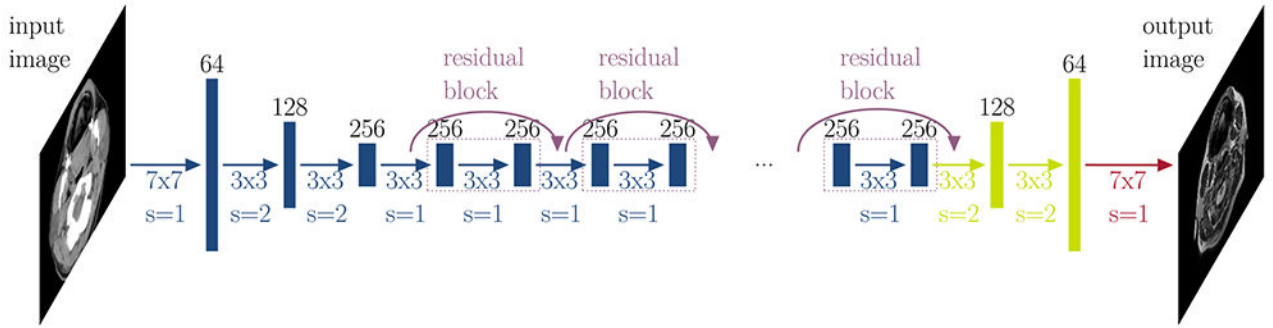 input
image
64
128
256
residual
block
256
256
residual
block
256
256
...
residual
block
256
256
128
64
output
image
7x7
3x3
3x3
3x3
3x3
3x3
3x3
3x3
3x3
3x3
7x7
s=1
s=2
s=2
s=1
s=1
s=1
s=1
s=1
s=2
s=2
s=1